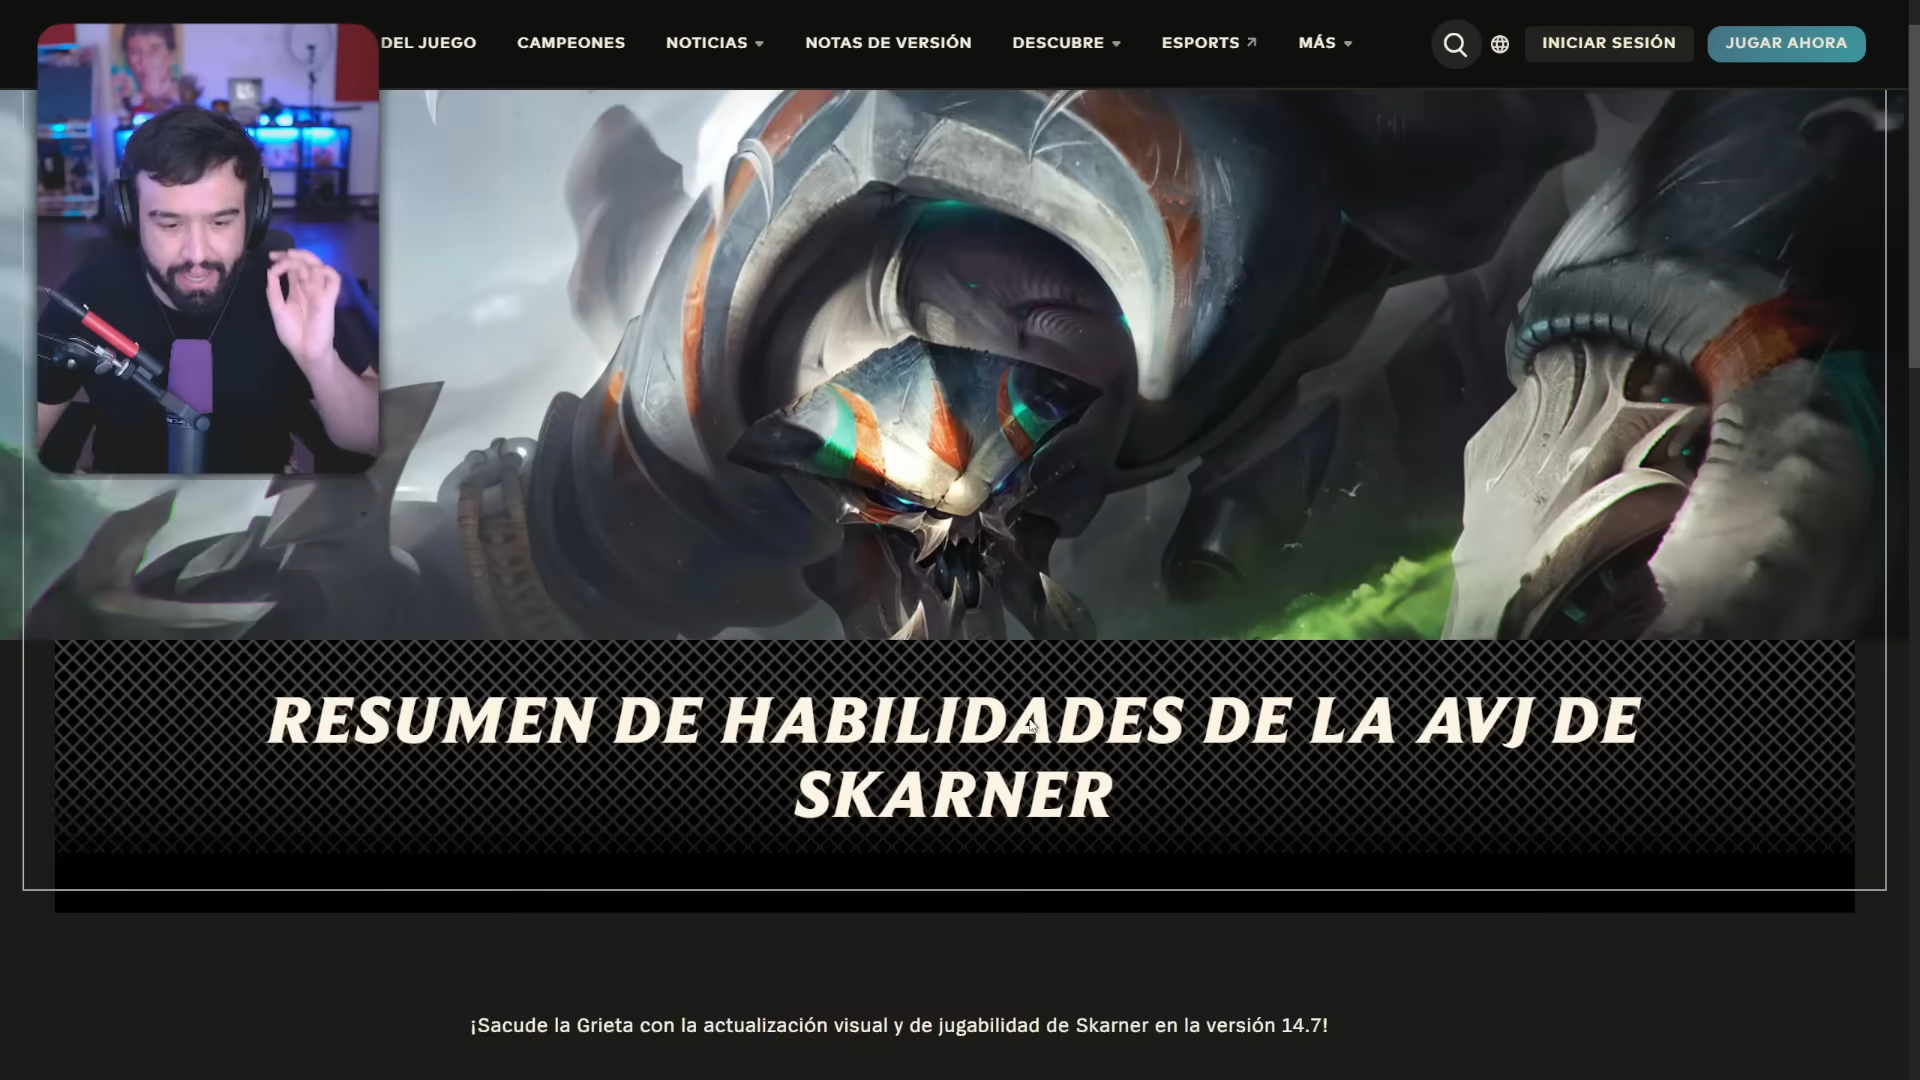 DEL JUEGO
CAMPEONES
NOTICIAS
NOTAS DE VERSIÓN
DESCUBRE
ESPORTS
MÁS
INICIAR SESIÓN
JUGAR AHORA
RESUMEN DE HABILIDADES DE LA AVJ DE
SKARNER
¡Sacude la Grieta con la actualización visual y de jugabilidad de Skarner en la versión 14.7!